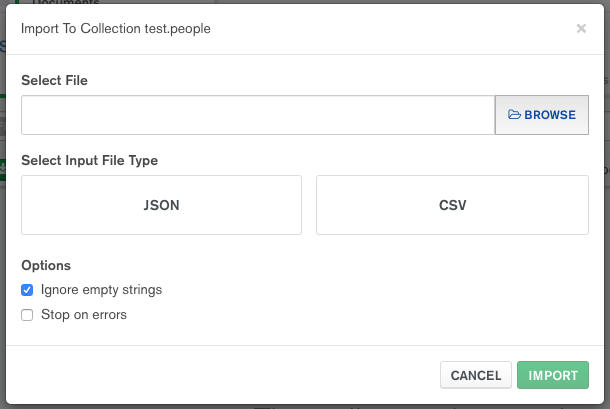 Documents
Import To Collection test.people
×
Select File
BROWSE
Select Input File Type
JSON
CSV
Options
Ignore empty strings
Stop on errors
CANCEL
IMPORT